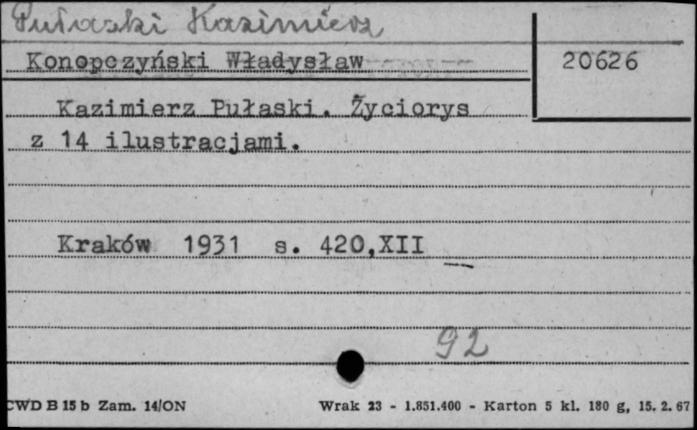 Pułaski Kazimierz
Konopczyński Władysław
20626
Kazimierz Pułaski. Życiorys
z 14 ilustracjami.
Kraków 1931 s. 420,XII
92
CWD B 15 b Zam. 14/ON
Wrak 23 - 1.851.400 - Karton 5 kl. 180 g, 15. 2. 67